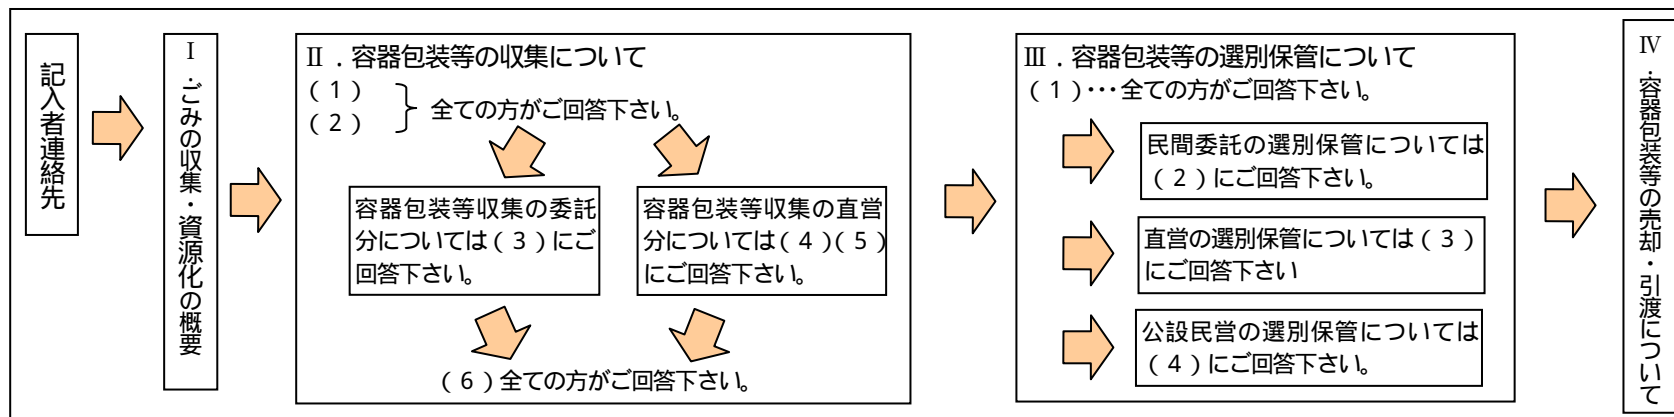 記入者連絡先
Ⅰ.ごみの収集・資源化の概要
Ⅱ.容器包装等の収集について
(1)
(2)
全ての方がご回答下さい。
容器包装等収集の委託
分については(3)にご
回答下さい。
容器包装等収集の直営
分については(4)(5)
にご回答下さい。
(6)全ての方がご回答下さい。
Ⅲ.容器包装等の選別保管について
(1)･･･全ての方がご回答下さい。
民間委託の選別保管については
(2)にご回答下さい。
直営の選別保管については(3)
にご回答下さい
公設民営の選別保管については
(4)にご回答下さい。
Ⅳ.容器包装等の売却・引渡について